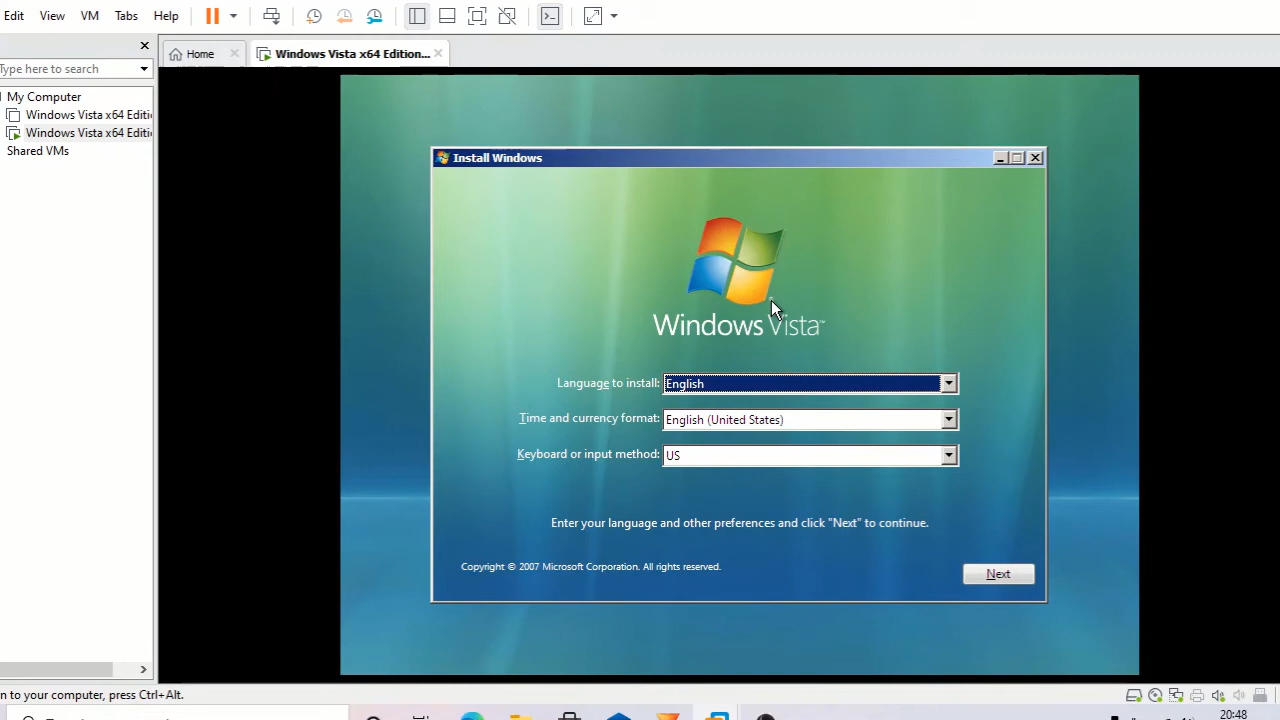 Edit View VM Tabs Help
Home Windows Vista x64 Edition...
Type here to search
My Computer
Windows Vista x64 Editi
Windows Vista x64 Editi
Shared VMs
Install Windows
Windows Vista™
Language to install: English
Time and currency format: English (United States)
Keyboard or input method: US
Enter your language and other preferences and click "Next" to continue.
Copyright © 2007 Microsoft Corporation. All rights reserved.
Next
n to your computer, press Ctrl+Alt.
20:48